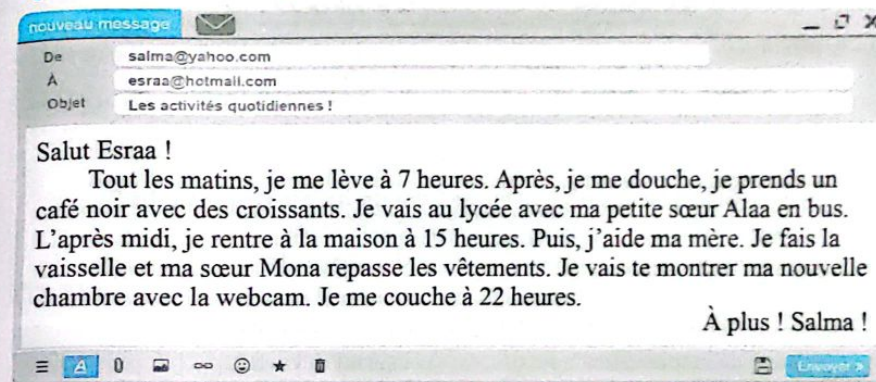 nouveau message
De salma@yahoo.com
À esraa@hotmail.com
Objet Les activités quotidiennes !
Salut Esraa !
Tout les matins, je me lève à 7 heures. Après, je me douche, je prends un
café noir avec des croissants. Je vais au lycée avec ma petite sœur Alaa en bus.
L'après midi, je rentre à la maison à 15 heures. Puis, j'aide ma mère. Je fais la
vaisselle et ma sœur Mona repasse les vêtements. Je vais te montrer ma nouvelle
chambre avec la webcam. Je me couche à 22 heures.
À plus ! Salma !
A
Envoyer »